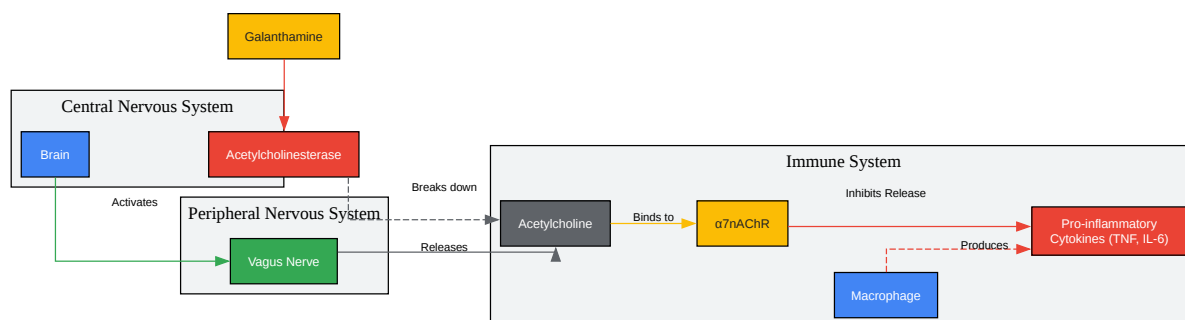 Galanthamine
Central Nervous System
Brain
Acetylcholinesterase
Immune System
Breaks down
Inhibits Release
Activates
Peripheral Nervous System
Acetylcholine
Binds to
α7nAChR
Pro-inflammatory
Cytokines (TNF, IL-6)
Releases
Produces
Vagus Nerve
Macrophage